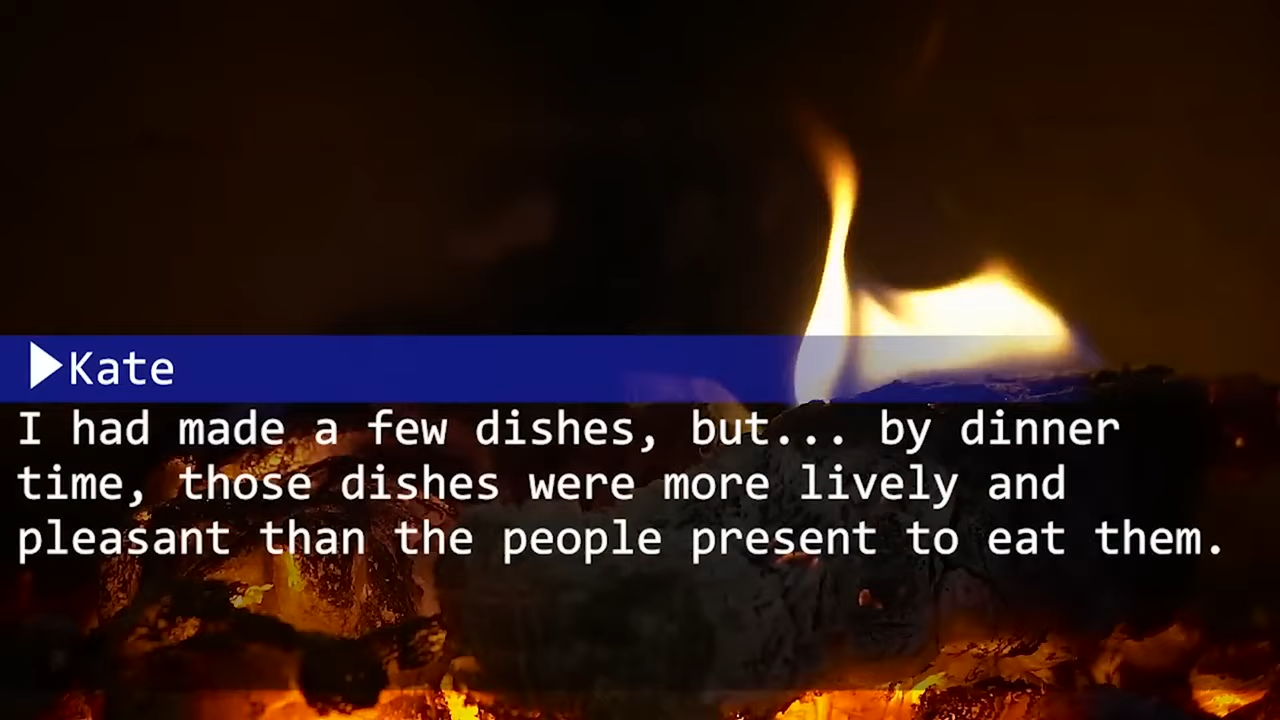 Kate
I had made a few dishes, but... by dinner
time, those dishes were more lively and
pleasant than the people present to eat them.